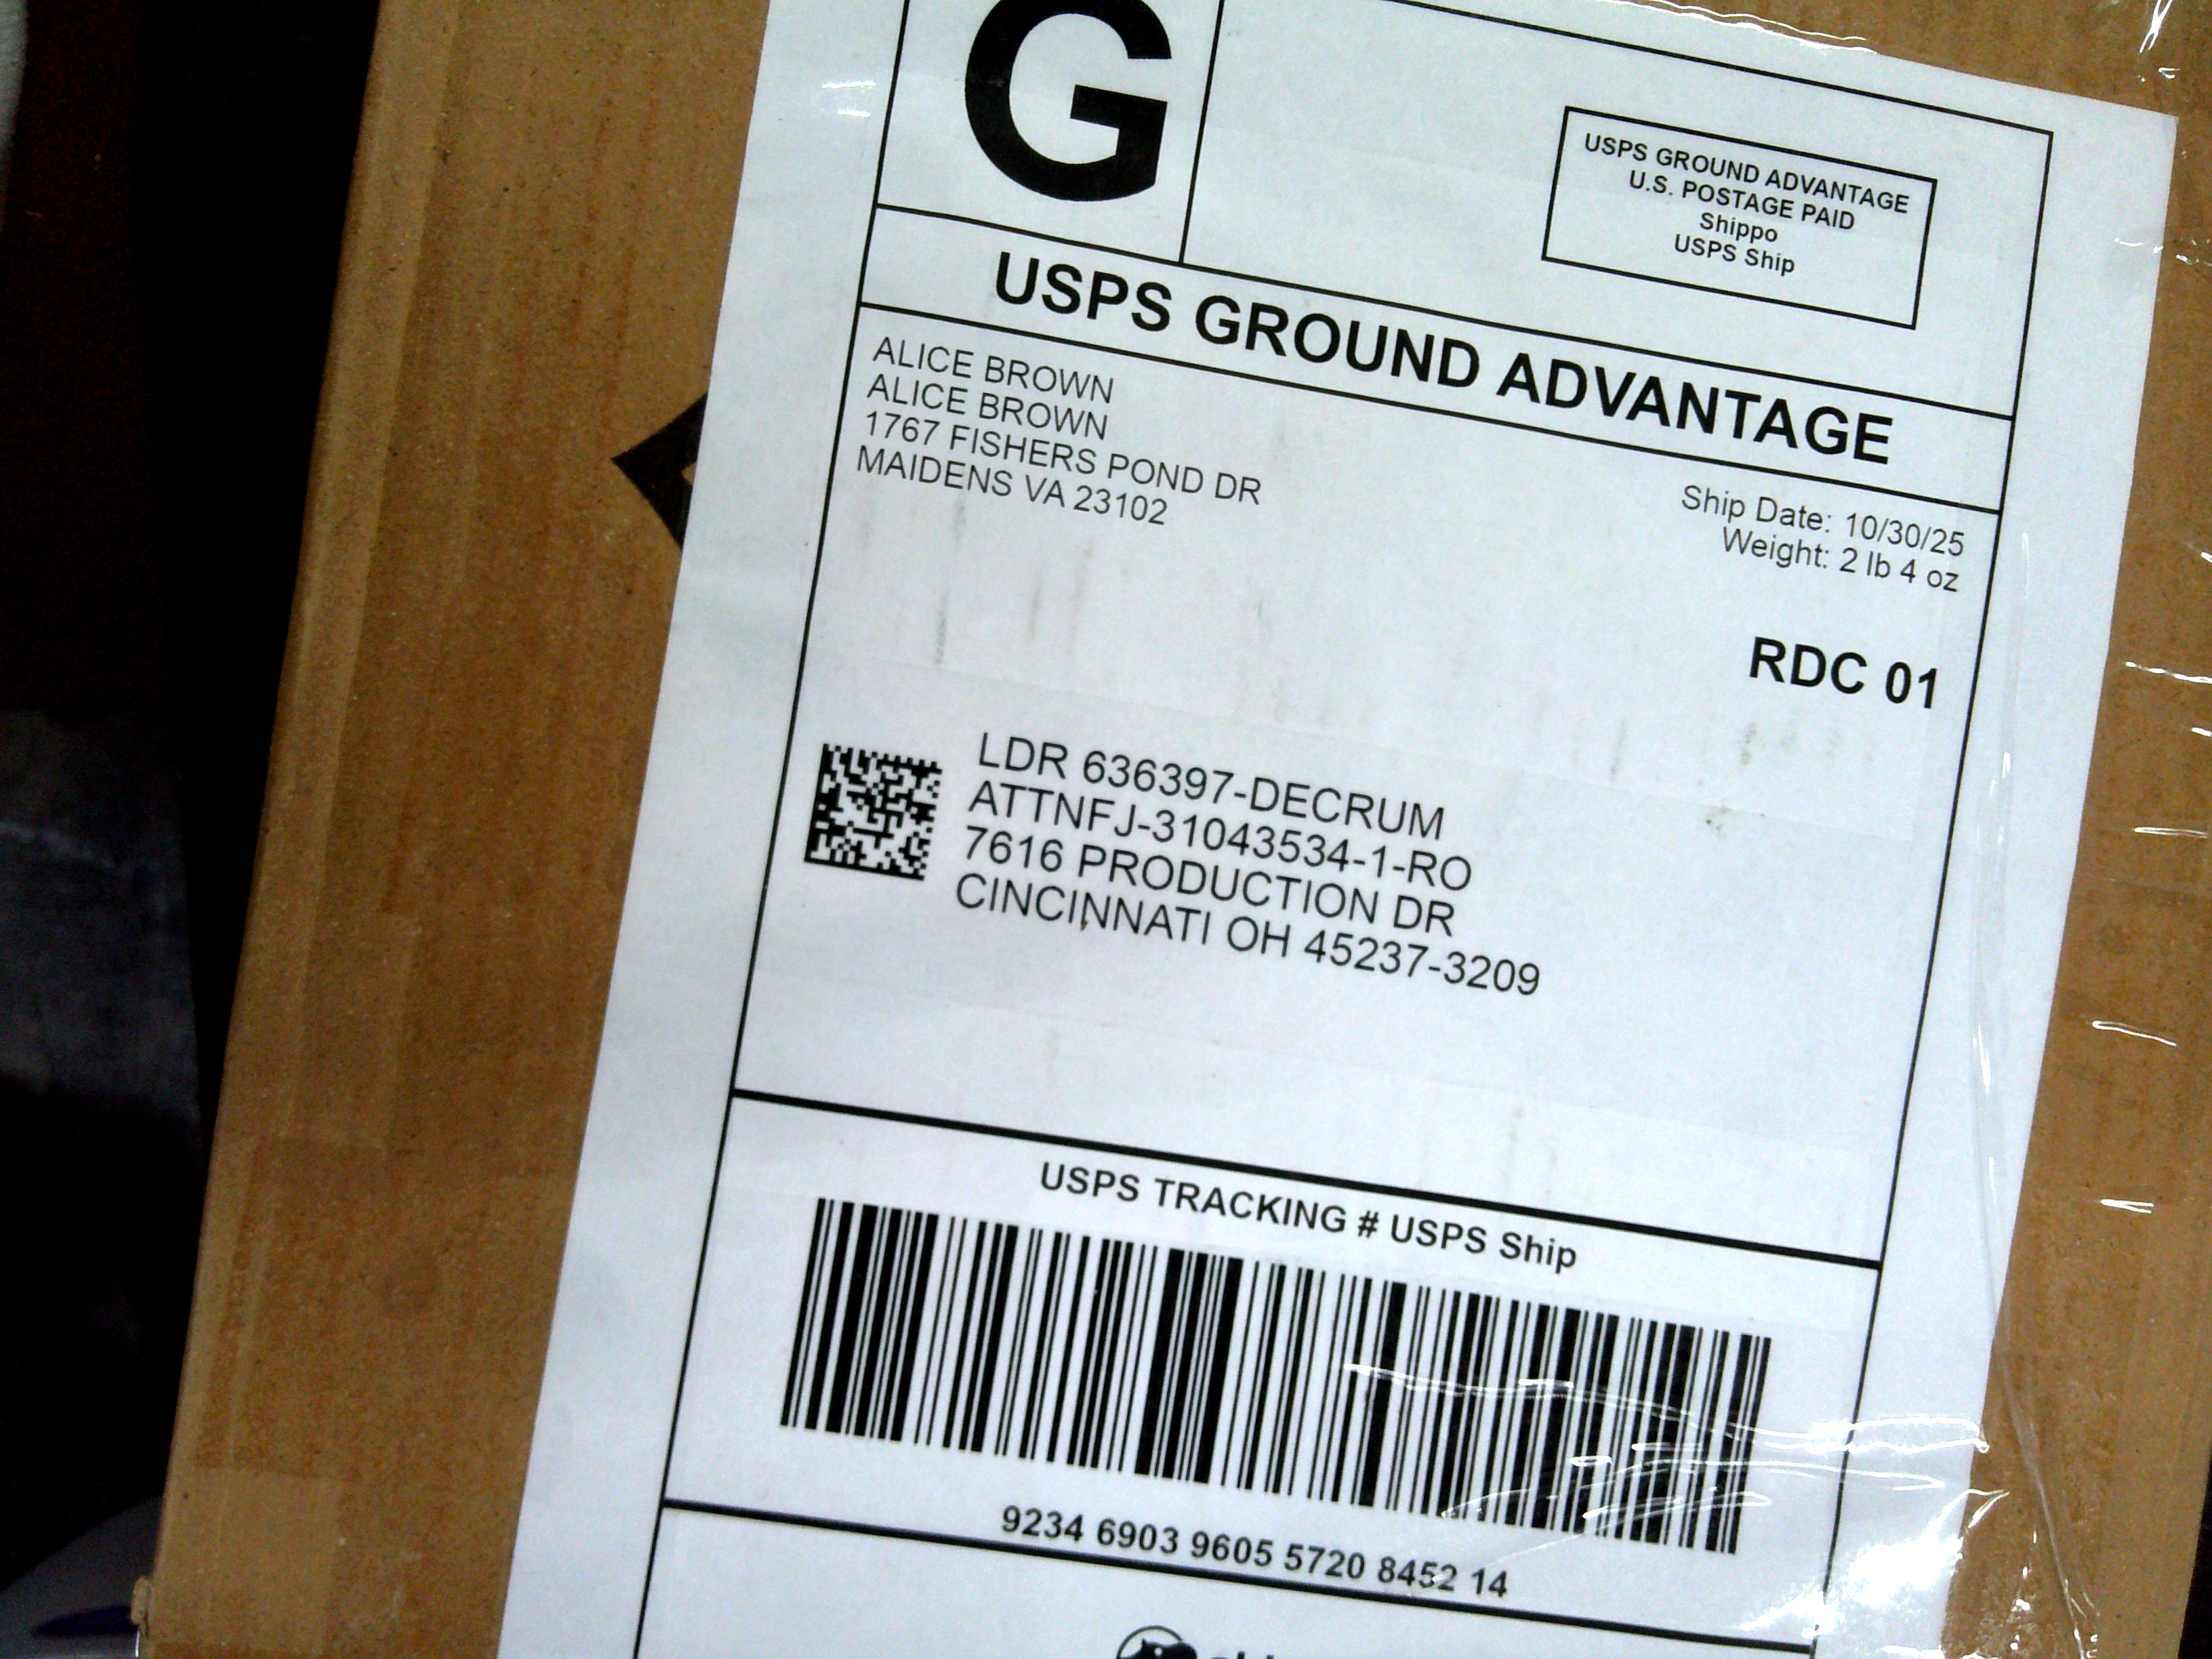 G
USPS GROUND ADVANTAGE
U.S. POSTAGE PAID
Shippo
USPS Ship
USPS GROUND ADVANTAGE
ALICE BROWN
ALICE BROWN
1767 FISHERS POND DR
MAIDENS VA 23102
Ship Date: 10/30/25
Weight: 2 lb 4 oz
RDC 01
LDR 636397-DECRUM
ATTNFJ-31043534-1-RO
7616 PRODUCTION DR
CINCINNATI OH 45237-3209
USPS TRACKING # USPS Ship
9234 6903 9605 5720 8452 14